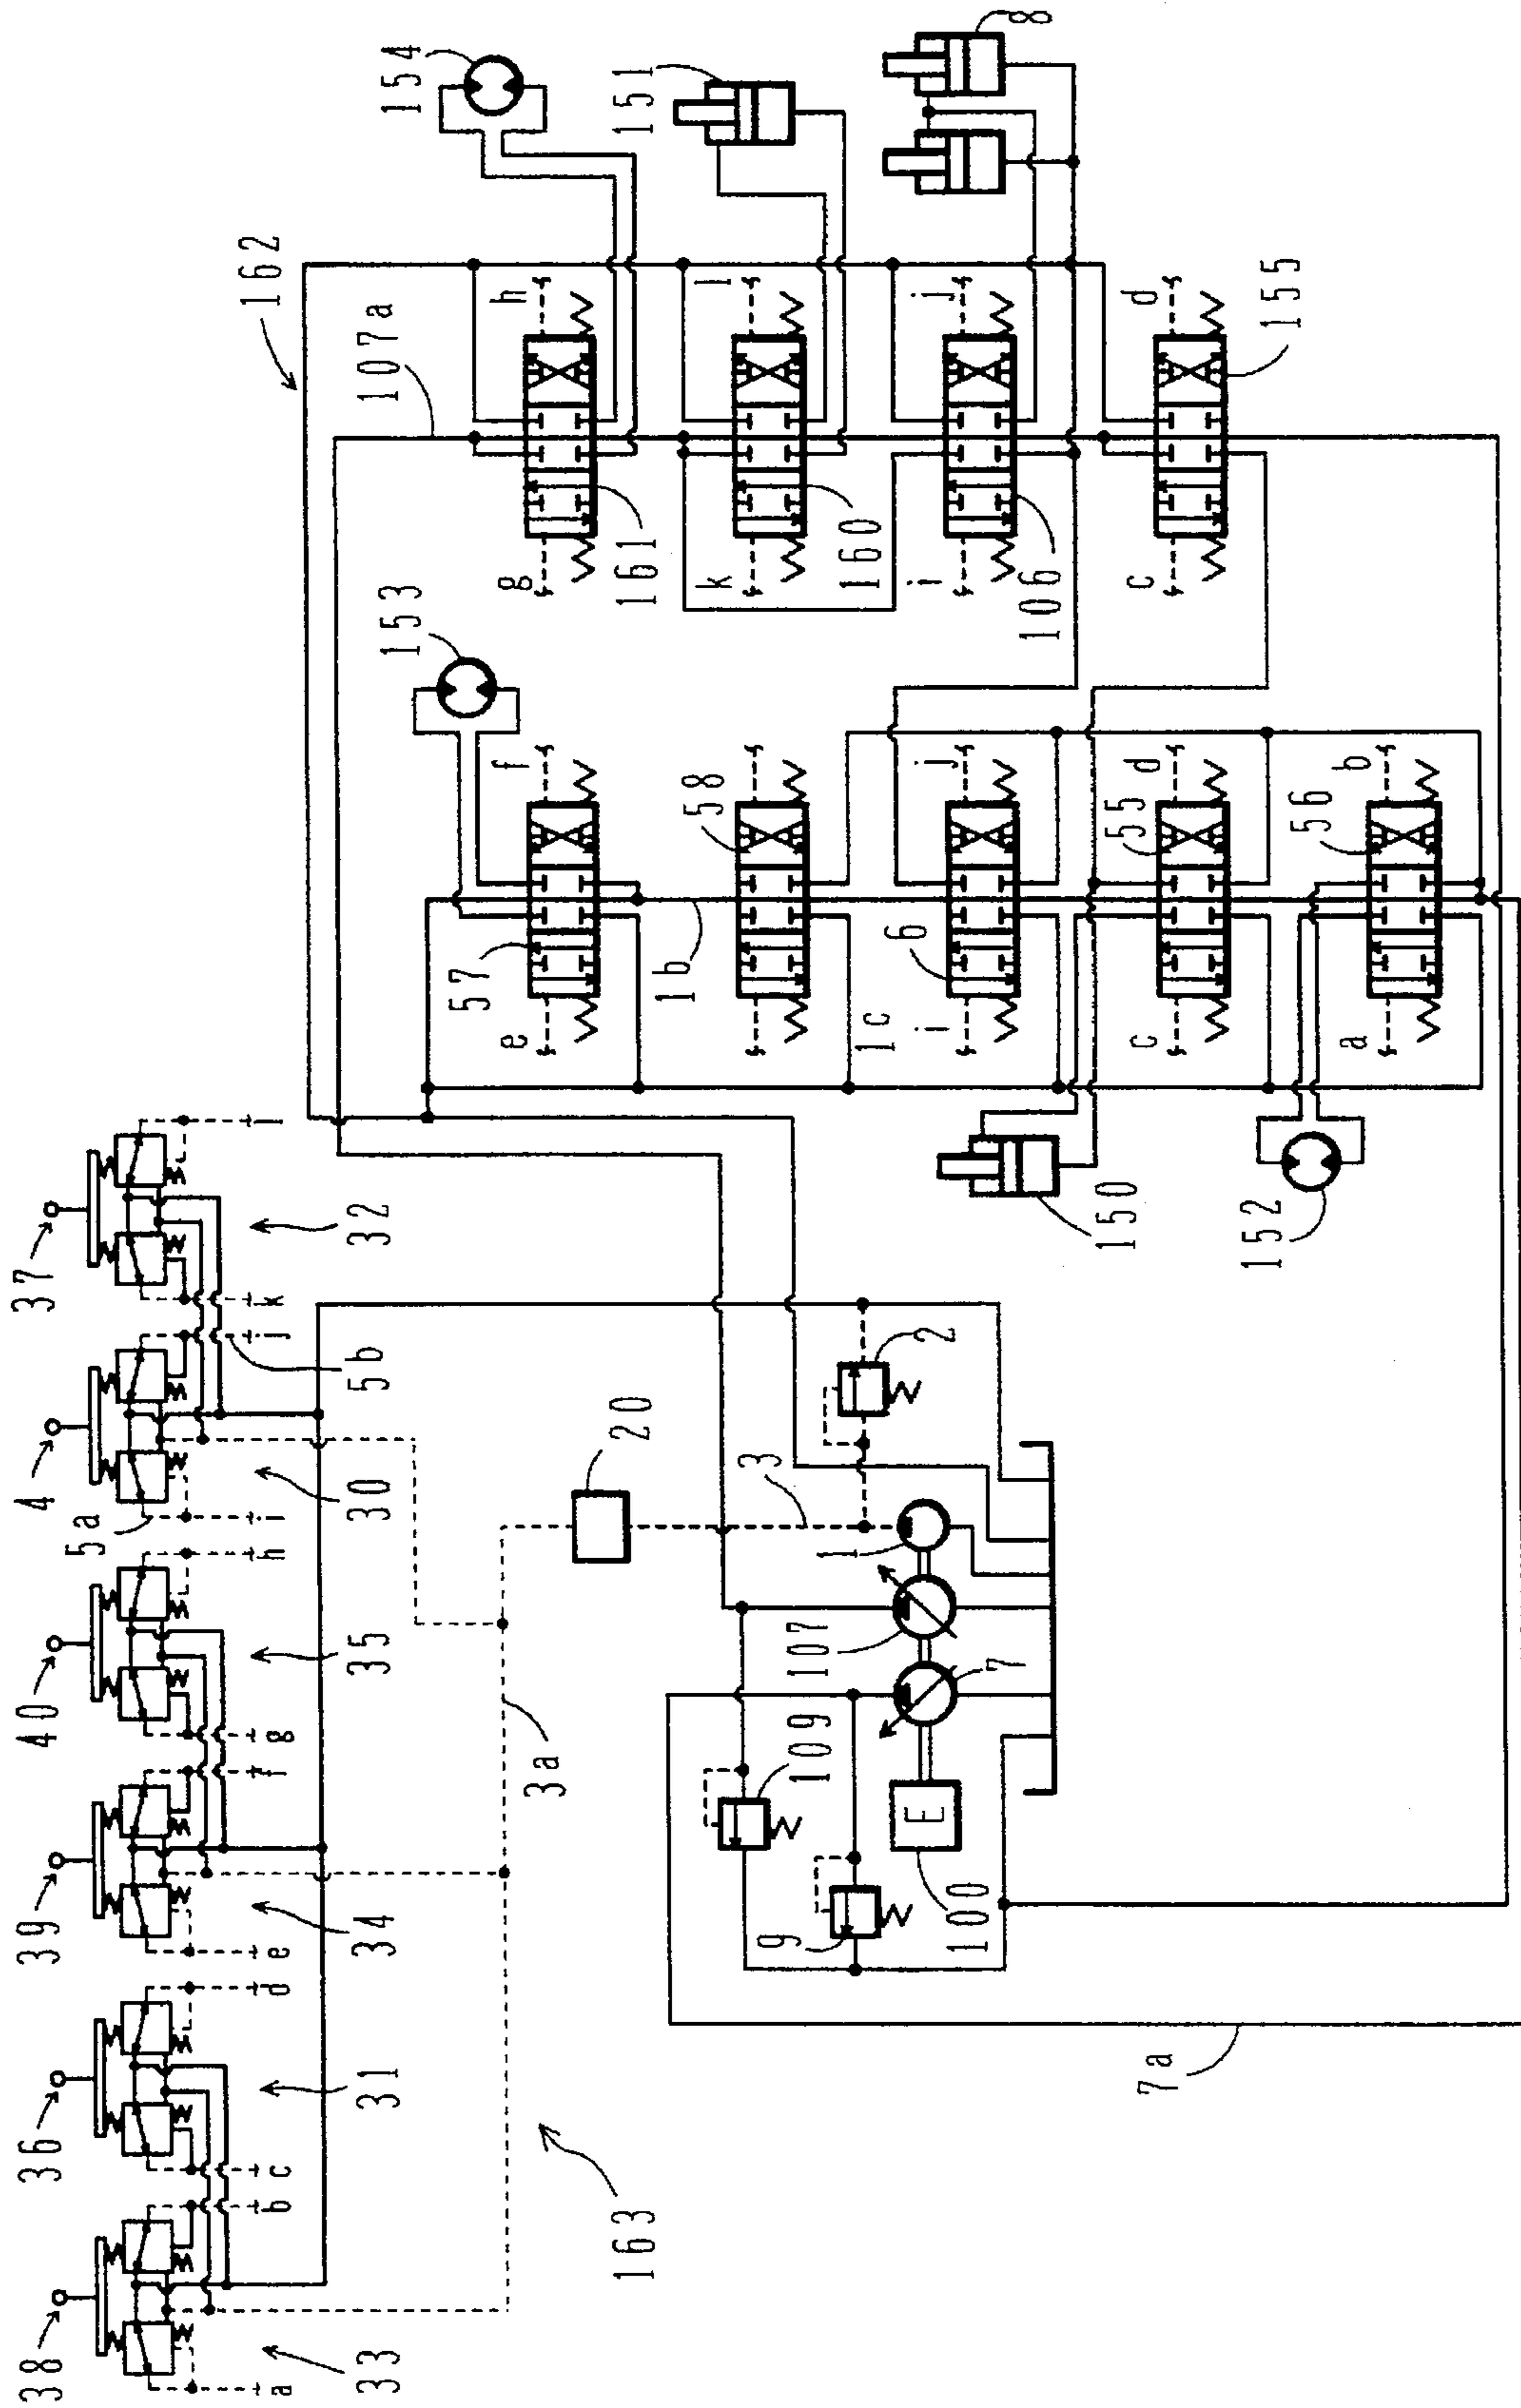 38
33
a
b
36
31
c
d
39
34
e
f
40
35
g
h
4
30
5a
i
5b
j
37
32
k
l
163
3a
20
3
2
1
107
7
109
9
E
100
7a
162
107a
154
151
8
153
150
152
e
57
f
1b
58
1c
i
6
j
c
55
d
a
56
b
g
161
h
k
160
l
i
106
j
c
d
155